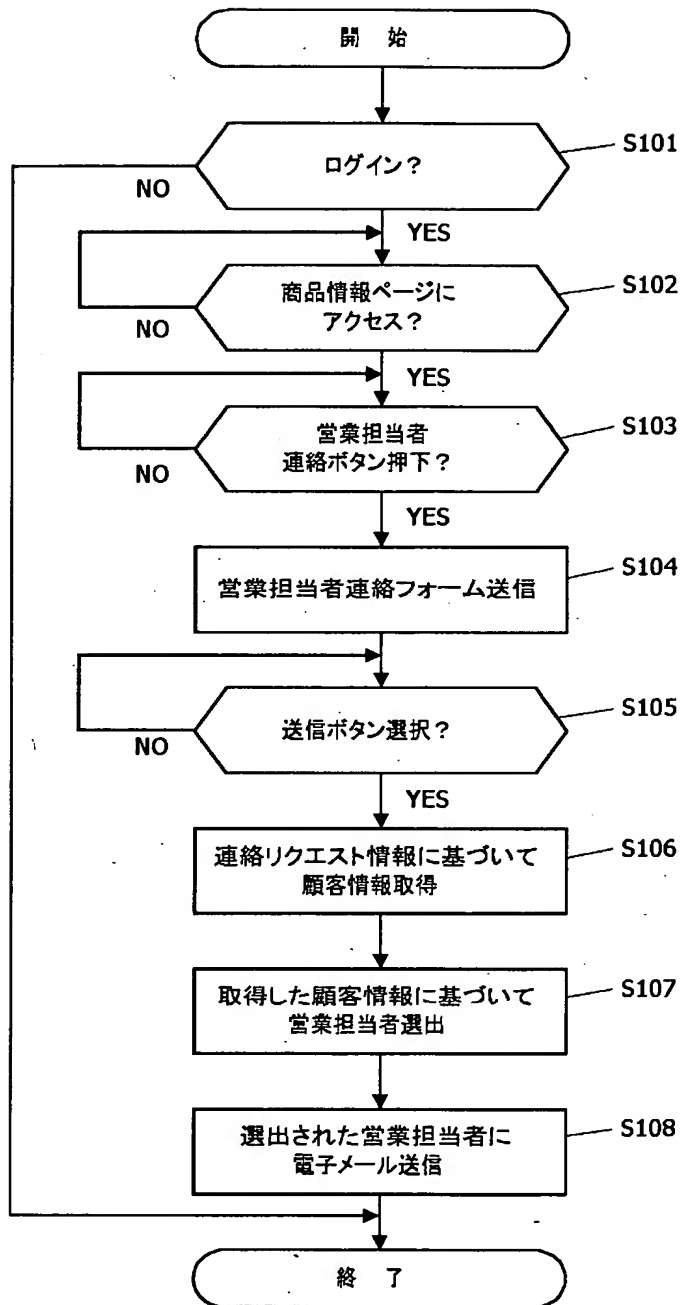 開 始
ログイン?
S101
NO
YES
商品情報ページに
アクセス?
S102
NO
YES
営業担当者
連絡ボタン押下?
S103
NO
YES
営業担当者連絡フォーム送信
S104
送信ボタン選択?
S105
NO
YES
連絡リクエスト情報に基づいて
顧客情報取得
S106
取得した顧客情報に基づいて
営業担当者選出
S107
選出された営業担当者に
電子メール送信
S108
終 了